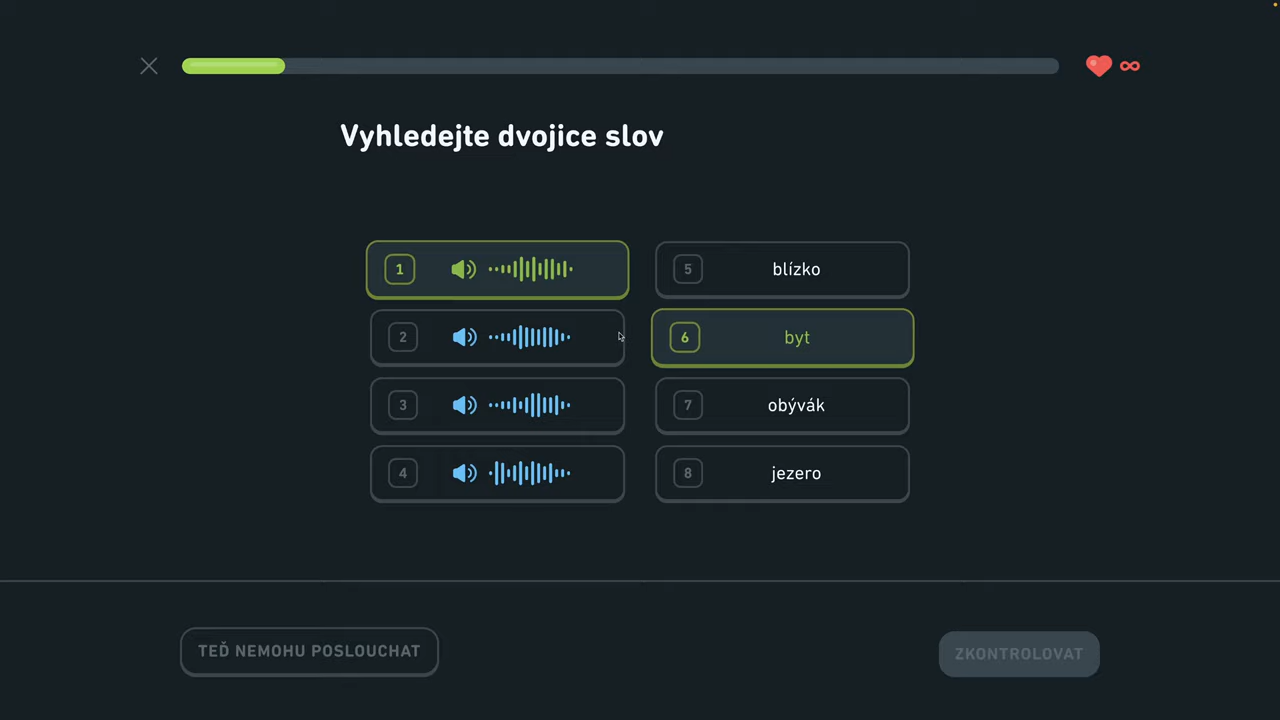 ∞
Vyhledejte dvojice slov
1
5 blízko
2
6 byt
3
7 obývák
4
8 jezero
TEĎ NEMOHU POSLOUCHAT
ZKONTROLOVAT